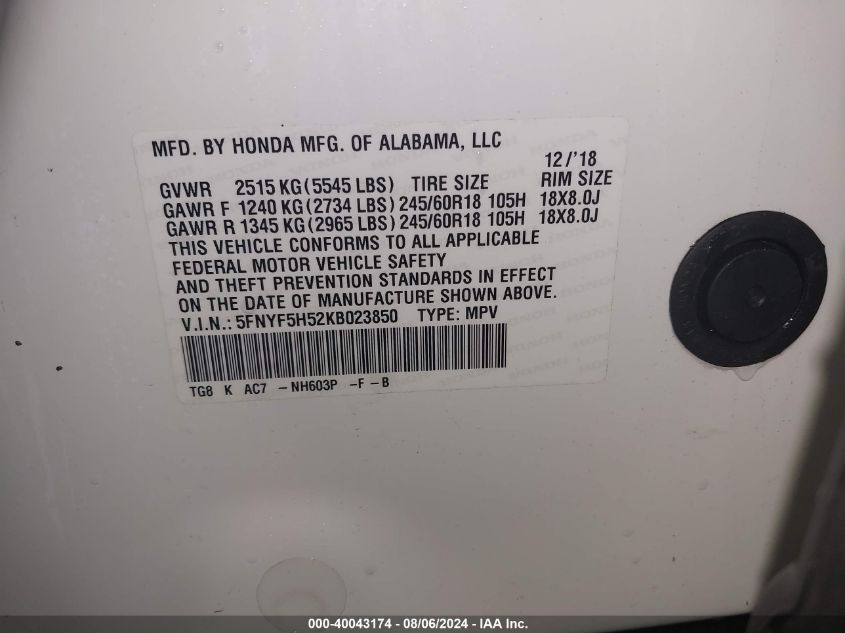 MFD. BY HONDA MFG. OF ALABAMA, LLC
12/'18
GVWR 2515 KG (5545 LBS) TIRE SIZE RIM SIZE
GAWR F 1240 KG (2734 LBS) 245/60R18 105H 18X8.0J
GAWR R 1345 KG (2965 LBS) 245/60R18 105H 18X8.0J
THIS VEHICLE CONFORMS TO ALL APPLICABLE
FEDERAL MOTOR VEHICLE SAFETY
AND THEFT PREVENTION STANDARDS IN EFFECT
ON THE DATE OF MANUFACTURE SHOWN ABOVE.
V.I.N.: 5FNYF5H52KB023850 TYPE: MPV
TG8 K AC7 -NH603P -F-B
000-40043174 - 08/06/2024 - IAA Inc.